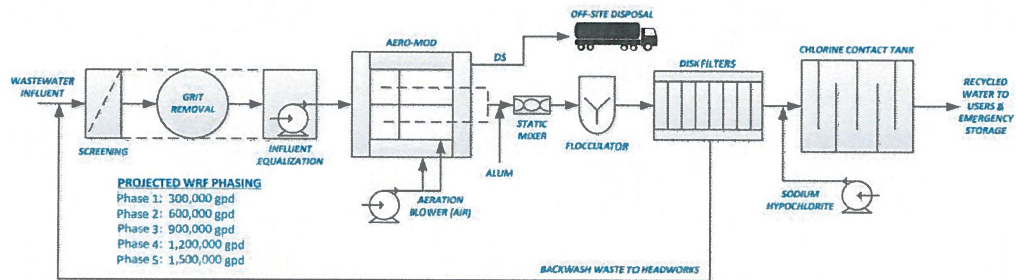 OFF-SITE DISPOSAL
AERO-MOD
DS
DISK FILTERS
CHLORINE CONTACT TANK
WASTEWATER
INFLUENT
GRIT
REMOVAL
RECYCLED
WATER TO
USERS &
EMERGENCY
STORAGE
STATIC
MIXER
SCREENING
INFLUENT
EQUALIZATION
FLOCCULATOR
ALUM
PROJECTED WRF PHASING
Phase 1: 300,000 gpd
Phase 2: 600,000 gpd
Phase 3: 900,000 gpd
Phase 4: 1,200,000 gpd
Phase 5: 1,500,000 gpd
AERATION
BLOWER (AIR)
SODIUM
HYPOCHLORITE
BACKWASH WASTE TO HEADWORKS